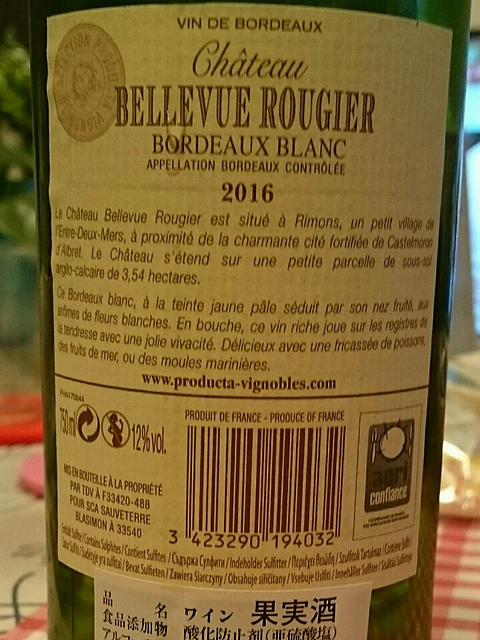 VIN DE BORDEAUX
Château
BELLEVUE ROUGIER
BORDEAUX BLANC
APPELLATION BORDEAUX CONTRÔLÉE
2016
Le Château Bellevue Rougier est situé à Rimons, un petit village de
l'Entre-Deux-Mers, à proximité de la charmante cité fortifiée de Castelmoron
d'Albret. Le Château s'étend sur une petite parcelle de sous-sol
argilo-calcaire de 3,54 hectares.
Ce Bordeaux blanc, à la teinte jaune pâle séduit par son nez fruité, aux
arômes de fleurs blanches. En bouche, ce vin riche joue sur les registres de
la tendresse avec une jolie vivacité. Délicieux avec une fricassée de poissons,
des fruits de mer, ou des moules marinières.
www.producta-vignobles.com
750 ml
12% vol.
MIS EN BOUTEILLE À LA PROPRIÉTÉ
PAR TDV À F33420-488
POUR SCA SAUVETERRE
BLASIMON À 33540
PRODUIT DE FRANCE - PRODUCE OF FRANCE
3 423290 194032
confiance
品 名 ワイン 果実酒
食品添加物 酸化防止剤(亜硫酸塩)